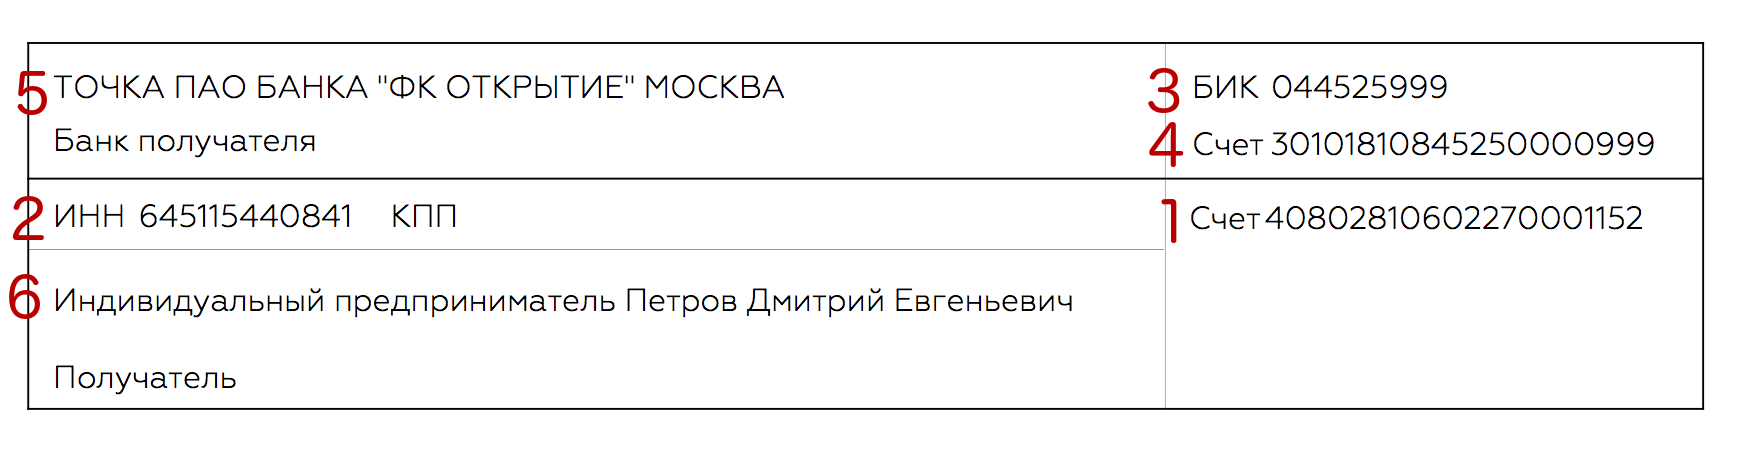 5 ТОЧКА ПАО БАНКА "ФК ОТКРЫТИЕ" МОСКВА
Банк получателя
3 БИК 044525999
4 Счет 30101810845250000999
2 ИНН 645115440841 КПП
1 Счет 40802810602270001152
6 Индивидуальный предприниматель Петров Дмитрий Евгеньевич
Получатель